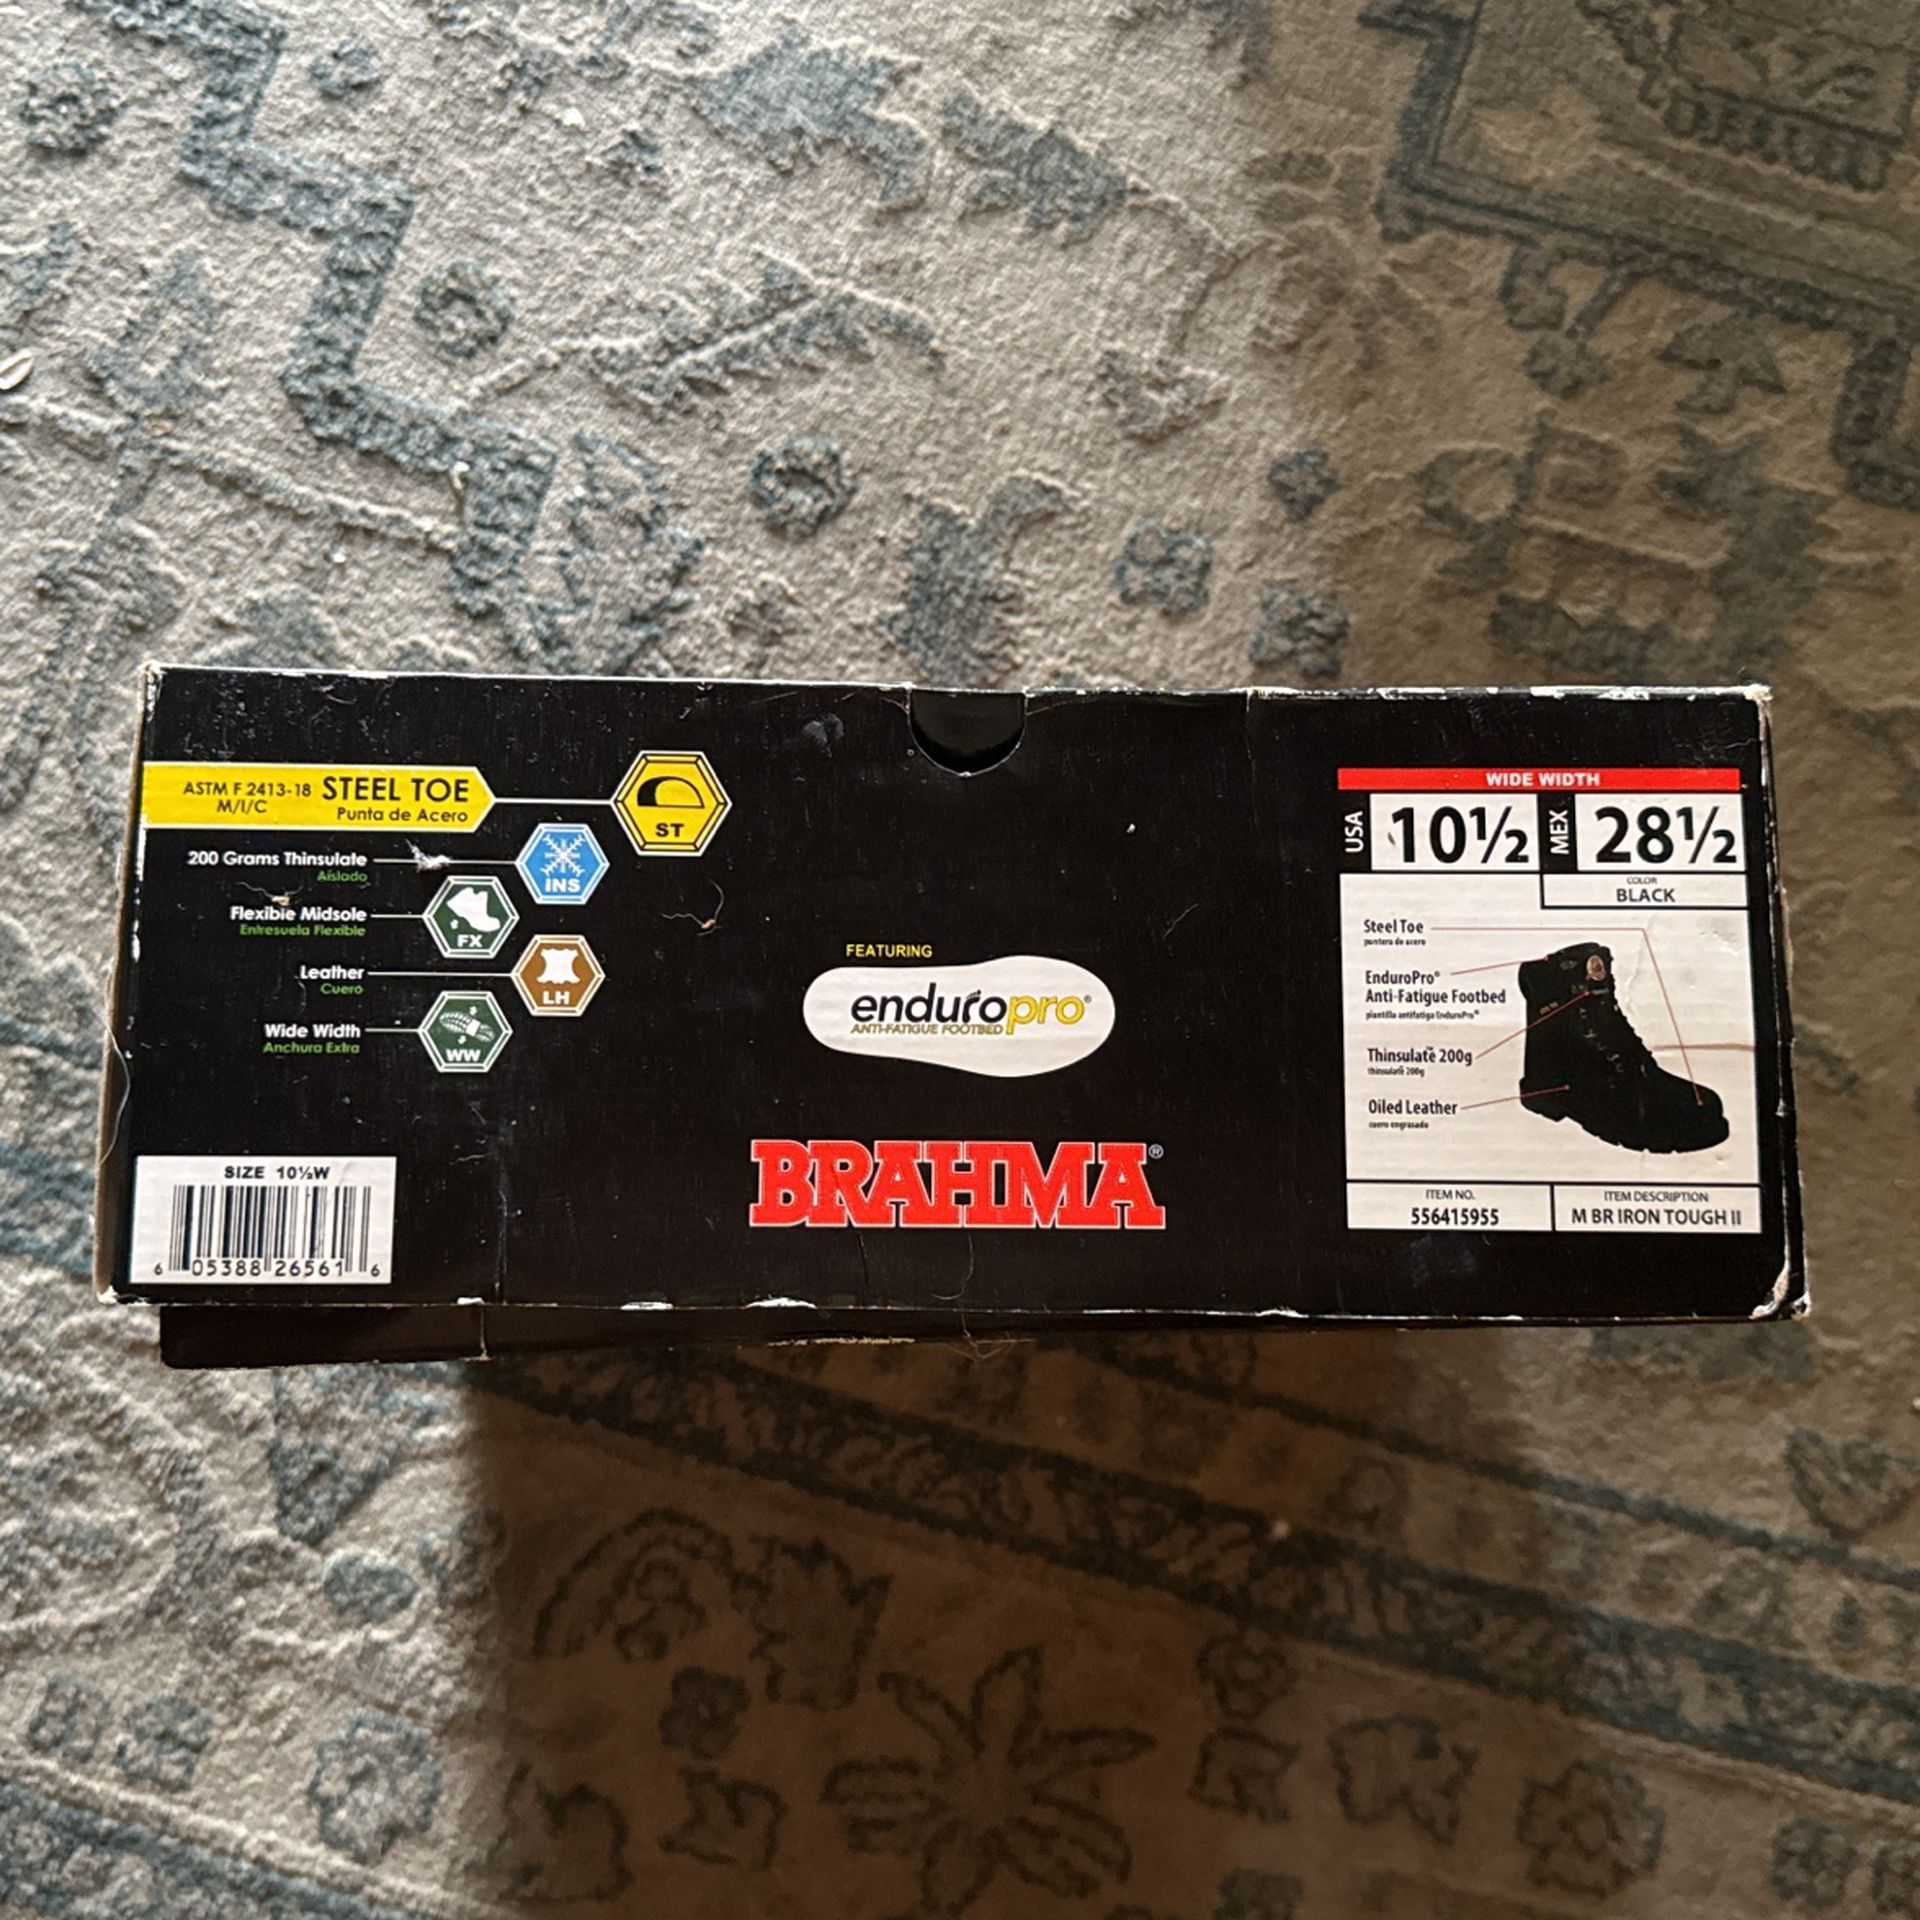 ASTM F 2413-18 STEEL TOE
M/I/C Punta de Acero
ST
200 Grams Thinsulate
Aislado
INS
Flexible Midsole
Entresuela Flexible
FX
Leather
Cuero
LH
Wide Width
Anchura Extra
WW
SIZE 10½W
6 05388 26561 6
FEATURING
enduropro®
ANTI-FATIGUE FOOTBED
BRAHMA®
WIDE WIDTH
USA 10½ MEX 28½
COLOR
BLACK
Steel Toe
puntera de acero
EnduroPro®
Anti-Fatigue Footbed
plantilla antifatiga EnduroPro®
Thinsulate™ 200g
Thinsulate™ 200g
Oiled Leather
cuero engrasado
ITEM NO.
556415955
ITEM DESCRIPTION
M BR IRON TOUGH II